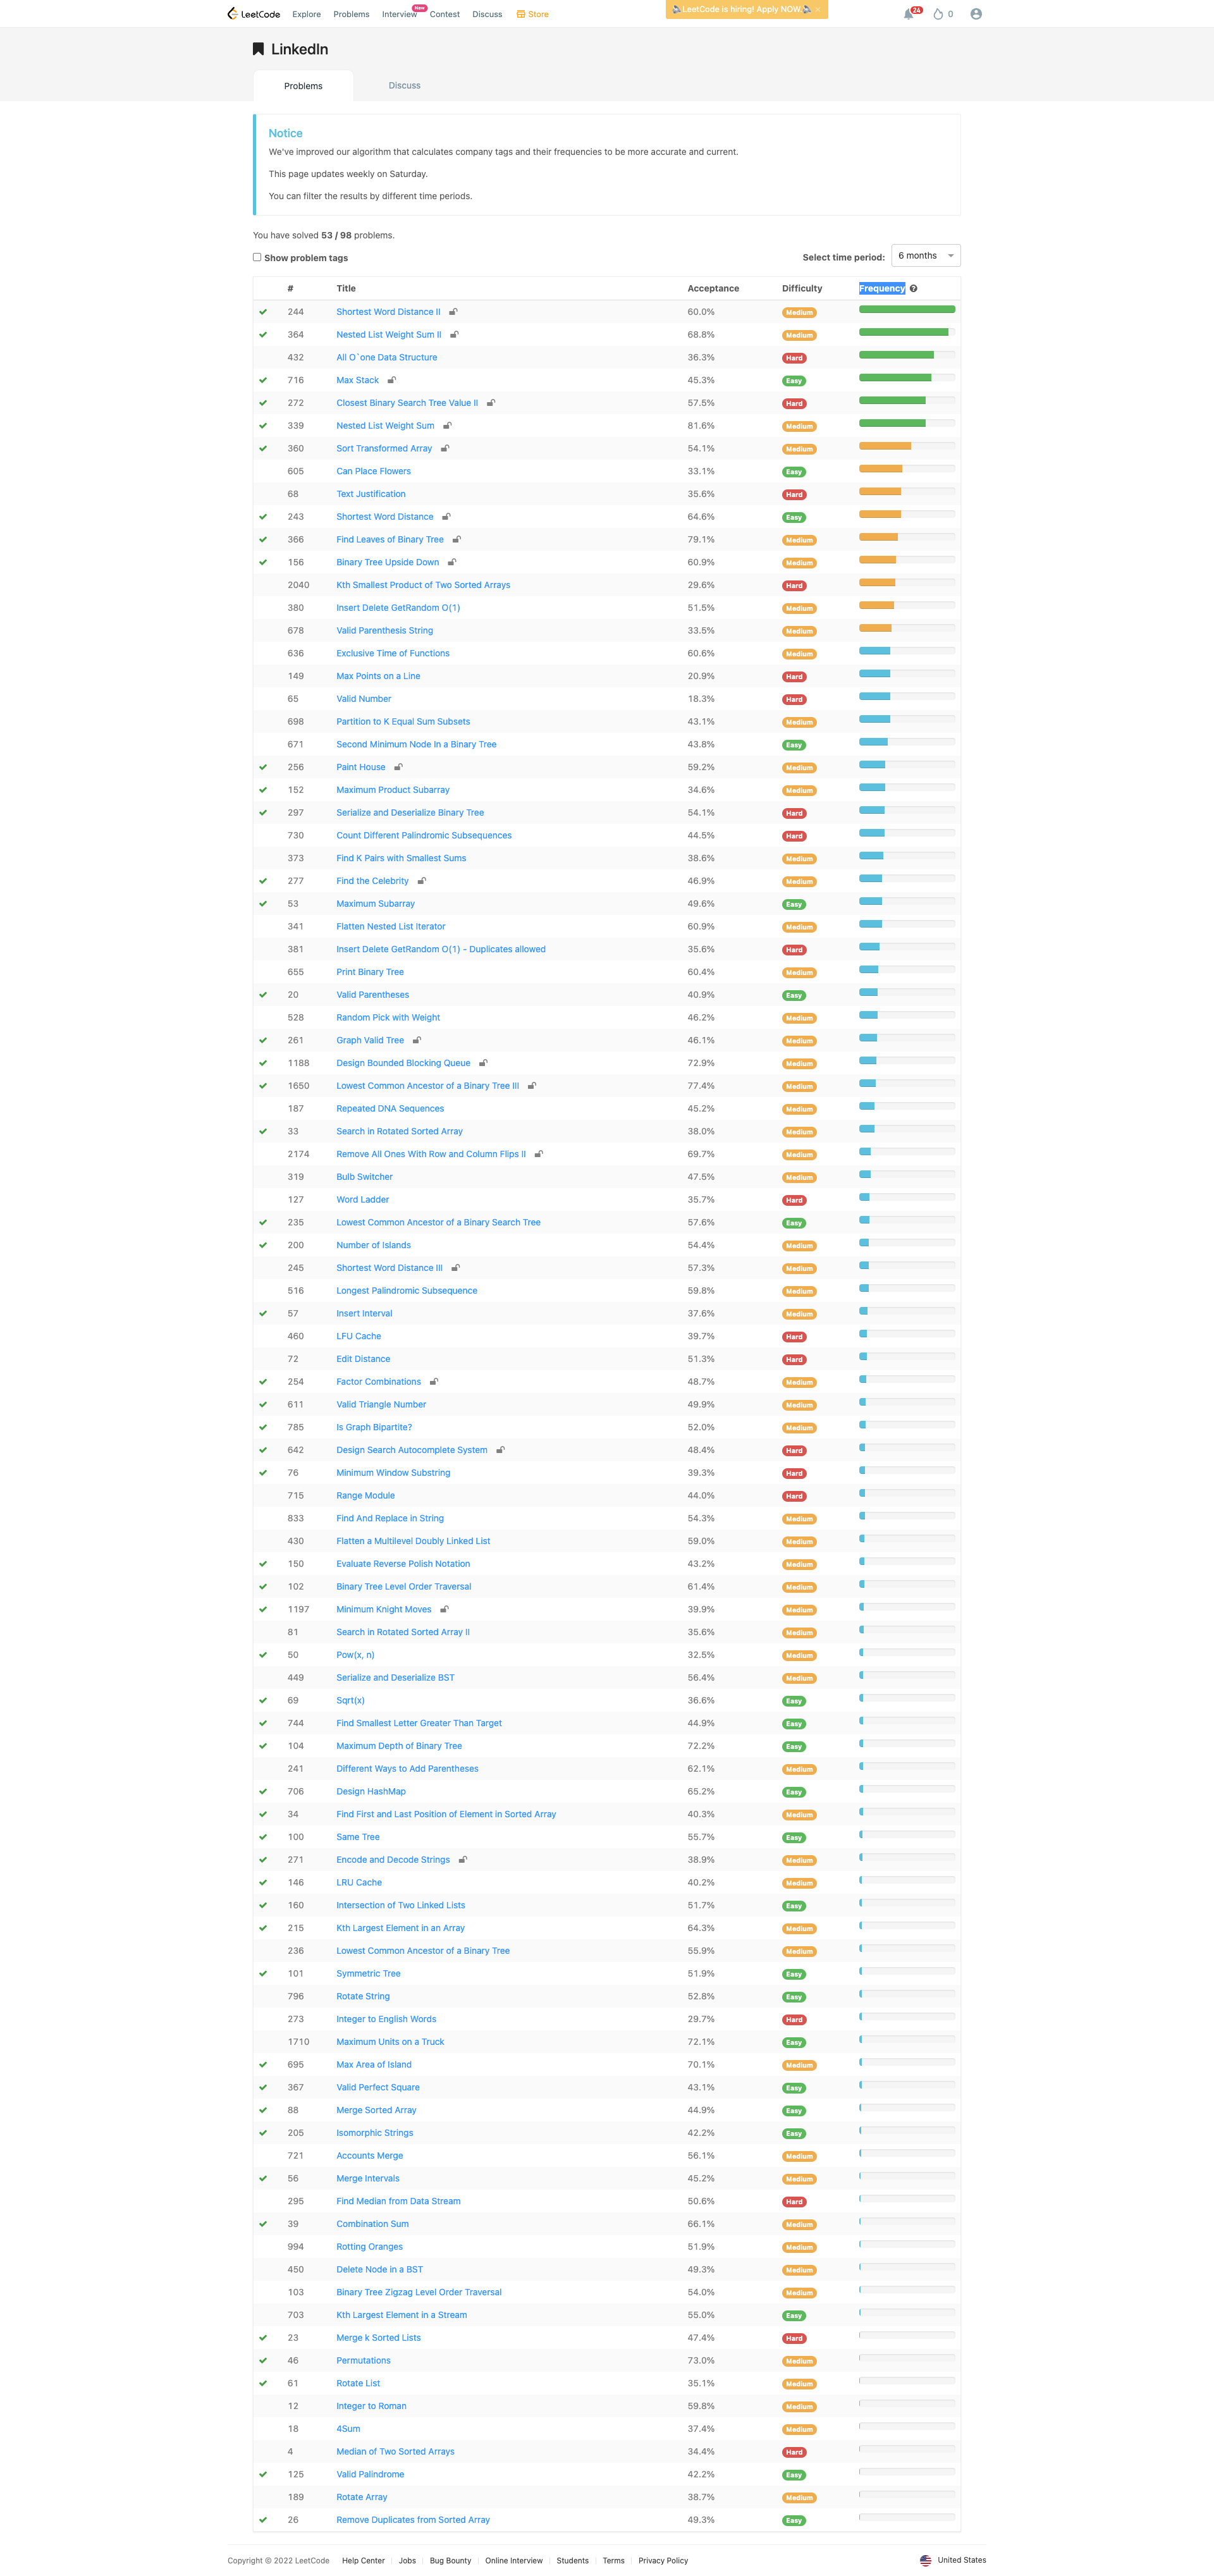 LeetCode Explore Problems Interview New Contest Discuss Store LeetCode is hiring! Apply NOW. × 24 0
LinkedIn
Problems Discuss
Notice
We've improved our algorithm that calculates company tags and their frequencies to be more accurate and current.
This page updates weekly on Saturday.
You can filter the results by different time periods.
You have solved 53 / 98 problems.
Show problem tags Select time period: 6 months
# Title Acceptance Difficulty Frequency
244 Shortest Word Distance II 60.0% Medium
364 Nested List Weight Sum II 68.8% Medium
432 All O`one Data Structure 36.3% Hard
716 Max Stack 45.3% Easy
272 Closest Binary Search Tree Value II 57.5% Hard
339 Nested List Weight Sum 81.6% Medium
360 Sort Transformed Array 54.1% Medium
605 Can Place Flowers 33.1% Easy
68 Text Justification 35.6% Hard
243 Shortest Word Distance 64.6% Easy
366 Find Leaves of Binary Tree 79.1% Medium
156 Binary Tree Upside Down 60.9% Medium
2040 Kth Smallest Product of Two Sorted Arrays 29.6% Hard
380 Insert Delete GetRandom O(1) 51.5% Medium
678 Valid Parenthesis String 33.5% Medium
636 Exclusive Time of Functions 60.6% Medium
149 Max Points on a Line 20.9% Hard
65 Valid Number 18.3% Hard
698 Partition to K Equal Sum Subsets 43.1% Medium
671 Second Minimum Node In a Binary Tree 43.8% Easy
256 Paint House 59.2% Medium
152 Maximum Product Subarray 34.6% Medium
297 Serialize and Deserialize Binary Tree 54.1% Hard
730 Count Different Palindromic Subsequences 44.5% Hard
373 Find K Pairs with Smallest Sums 38.6% Medium
277 Find the Celebrity 46.9% Medium
53 Maximum Subarray 49.6% Easy
341 Flatten Nested List Iterator 60.9% Medium
381 Insert Delete GetRandom O(1) - Duplicates allowed 35.6% Hard
655 Print Binary Tree 60.4% Medium
20 Valid Parentheses 40.9% Easy
528 Random Pick with Weight 46.2% Medium
261 Graph Valid Tree 46.1% Medium
1188 Design Bounded Blocking Queue 72.9% Medium
1650 Lowest Common Ancestor of a Binary Tree III 77.4% Medium
187 Repeated DNA Sequences 45.2% Medium
33 Search in Rotated Sorted Array 38.0% Medium
2174 Remove All Ones With Row and Column Flips II 69.7% Medium
319 Bulb Switcher 47.5% Medium
127 Word Ladder 35.7% Hard
235 Lowest Common Ancestor of a Binary Search Tree 57.6% Easy
200 Number of Islands 54.4% Medium
245 Shortest Word Distance III 57.3% Medium
516 Longest Palindromic Subsequence 59.8% Medium
57 Insert Interval 37.6% Medium
460 LFU Cache 39.7% Hard
72 Edit Distance 51.3% Hard
254 Factor Combinations 48.7% Medium
611 Valid Triangle Number 49.9% Medium
785 Is Graph Bipartite? 52.0% Medium
642 Design Search Autocomplete System 48.4% Hard
76 Minimum Window Substring 39.3% Hard
715 Range Module 44.0% Hard
833 Find And Replace in String 54.3% Medium
430 Flatten a Multilevel Doubly Linked List 59.0% Medium
150 Evaluate Reverse Polish Notation 43.2% Medium
102 Binary Tree Level Order Traversal 61.4% Medium
1197 Minimum Knight Moves 39.9% Medium
81 Search in Rotated Sorted Array II 35.6% Medium
50 Pow(x, n) 32.5% Medium
449 Serialize and Deserialize BST 56.4% Medium
69 Sqrt(x) 36.6% Easy
744 Find Smallest Letter Greater Than Target 44.9% Easy
104 Maximum Depth of Binary Tree 72.2% Easy
241 Different Ways to Add Parentheses 62.1% Medium
706 Design HashMap 65.2% Easy
34 Find First and Last Position of Element in Sorted Array 40.3% Medium
100 Same Tree 55.7% Easy
271 Encode and Decode Strings 38.9% Medium
146 LRU Cache 40.2% Medium
160 Intersection of Two Linked Lists 51.7% Easy
215 Kth Largest Element in an Array 64.3% Medium
236 Lowest Common Ancestor of a Binary Tree 55.9% Medium
101 Symmetric Tree 51.9% Easy
796 Rotate String 52.8% Easy
273 Integer to English Words 29.7% Hard
1710 Maximum Units on a Truck 72.1% Easy
695 Max Area of Island 70.1% Medium
367 Valid Perfect Square 43.1% Easy
88 Merge Sorted Array 44.9% Easy
205 Isomorphic Strings 42.2% Easy
721 Accounts Merge 56.1% Medium
56 Merge Intervals 45.2% Medium
295 Find Median from Data Stream 50.6% Hard
39 Combination Sum 66.1% Medium
994 Rotting Oranges 51.9% Medium
450 Delete Node in a BST 49.3% Medium
103 Binary Tree Zigzag Level Order Traversal 54.0% Medium
703 Kth Largest Element in a Stream 55.0% Easy
23 Merge k Sorted Lists 47.4% Hard
46 Permutations 73.0% Medium
61 Rotate List 35.1% Medium
12 Integer to Roman 59.8% Medium
18 4Sum 37.4% Medium
4 Median of Two Sorted Arrays 34.4% Hard
125 Valid Palindrome 42.2% Easy
189 Rotate Array 38.7% Medium
26 Remove Duplicates from Sorted Array 49.3% Easy
Copyright © 2022 LeetCode Help Center Jobs Bug Bounty Online Interview Students Terms Privacy Policy United States